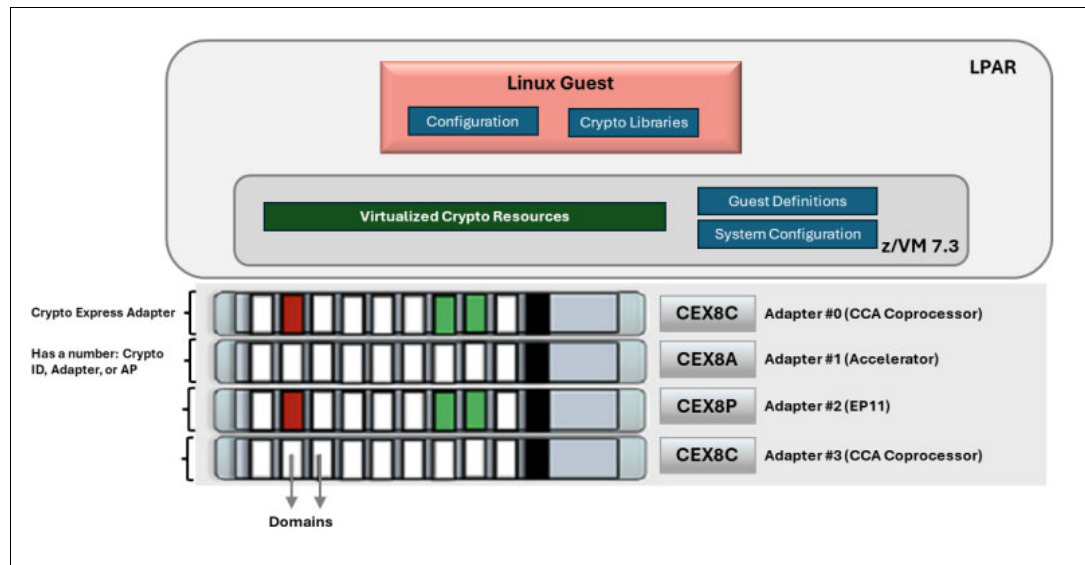 LPAR
Linux Guest
Configuration
Crypto Libraries
Virtualized Crypto Resources
Guest Definitions
System Configuration
z/VM 7.3
Crypto Express Adapter
CEX8C
Adapter #0 (CCA Coprocessor)
Has a number: Crypto
ID, Adapter, or AP
CEX8A
Adapter #1 (Accelerator)
CEX8P
Adapter #2 (EP11)
CEX8C
Adapter #3 (CCA Coprocessor)
Domains